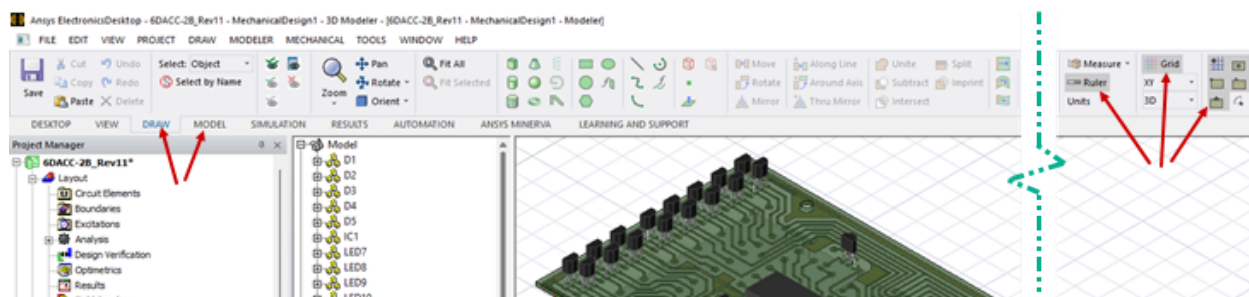 Ansys ElectronicsDesktop - 6DACC-2B_Rev11 - MechanicalDesign1 - 3D Modeler - [6DACC-2B_Rev11 - MechanicalDesign1 - Modeler]
FILE EDIT VIEW PROJECT DRAW MODELER MECHANICAL TOOLS WINDOW HELP
Cut Undo Select: Object Pan Fit All Move Along Line Unite Split Measure Grid
Copy Redo Select by Name Rotate Fit Selected Rotate Around Axis Subtract Imprint Ruler XY
Save Paste Delete Zoom Orient Mirror Thru Mirror Intersect Units 3D
DESKTOP VIEW DRAW MODEL SIMULATION RESULTS AUTOMATION ANSYS MINERVA LEARNING AND SUPPORT
Project Manager
Model
6DACC-2B_Rev11*
D1
Layout
D2
Circuit Elements
D3
Boundaries
D4
Excitations
D5
Analysis
IC1
Design Verification
LED7
Optimetrics
LED8
Results
LED9
LED10